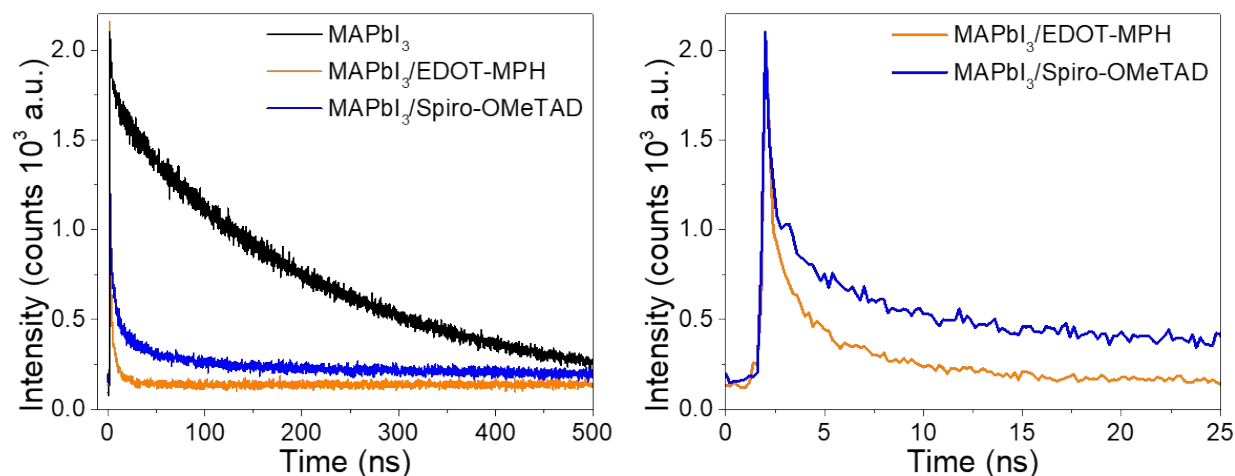 MAPbI₃
MAPbI₃/EDOT-MPH
MAPbI₃/Spiro-OMeTAD
2.0
1.5
1.0
0.5
0.0
Intensity (counts 10³ a.u.)
0 100 200 300 400 500
Time (ns)
MAPbI₃/EDOT-MPH
MAPbI₃/Spiro-OMeTAD
2.0
1.5
1.0
0.5
0.0
Intensity (counts 10³ a.u.)
0 5 10 15 20 25
Time (ns)